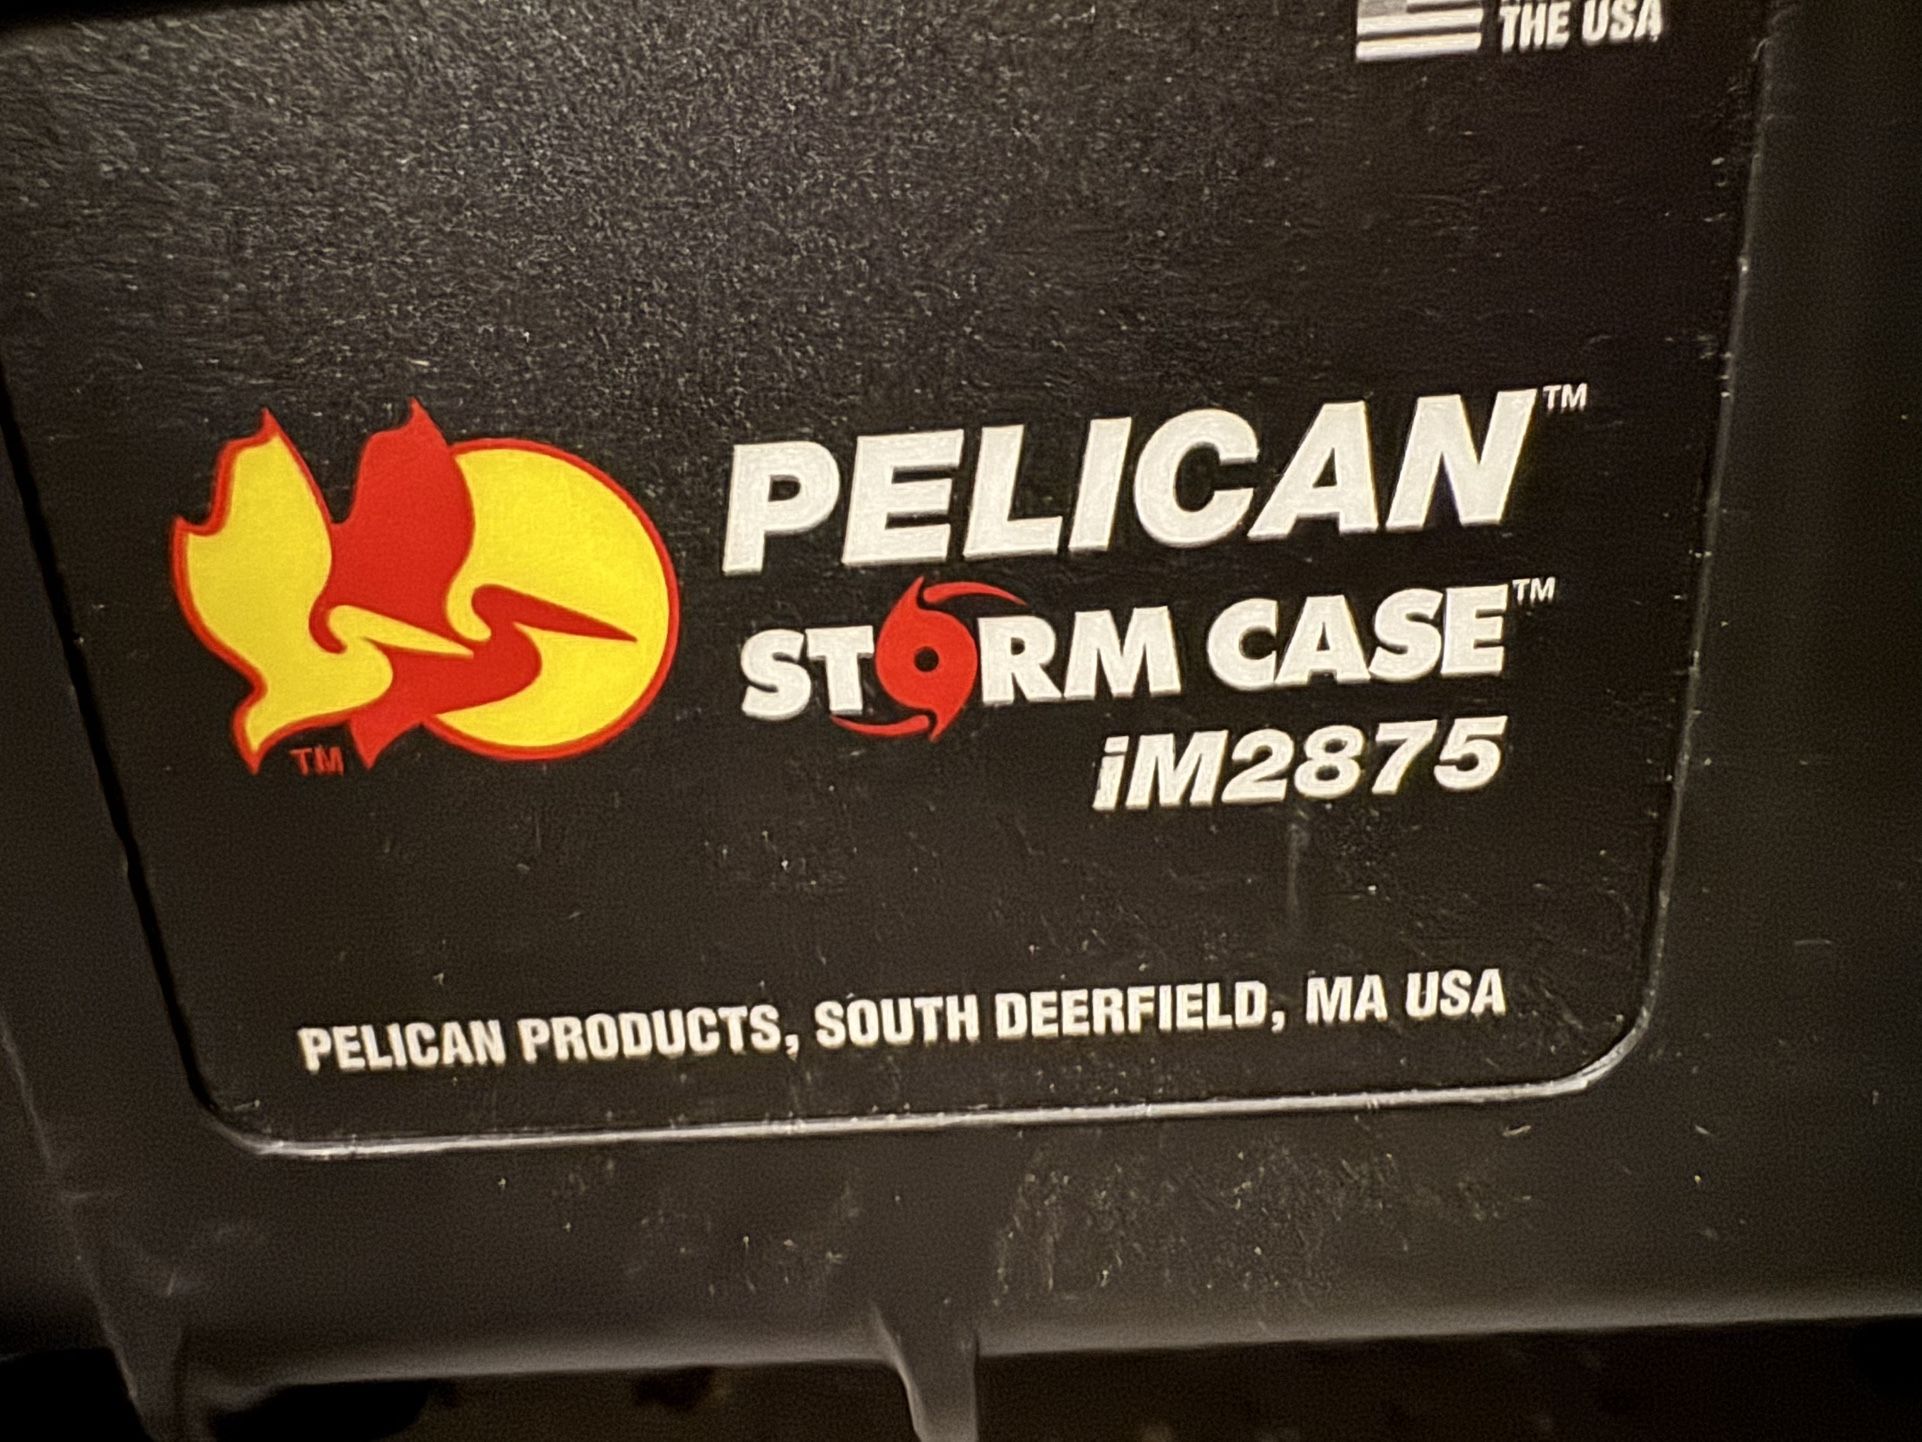 THE USA
PELICAN™
STORM CASE™
iM2875
TM
PELICAN PRODUCTS, SOUTH DEERFIELD, MA USA